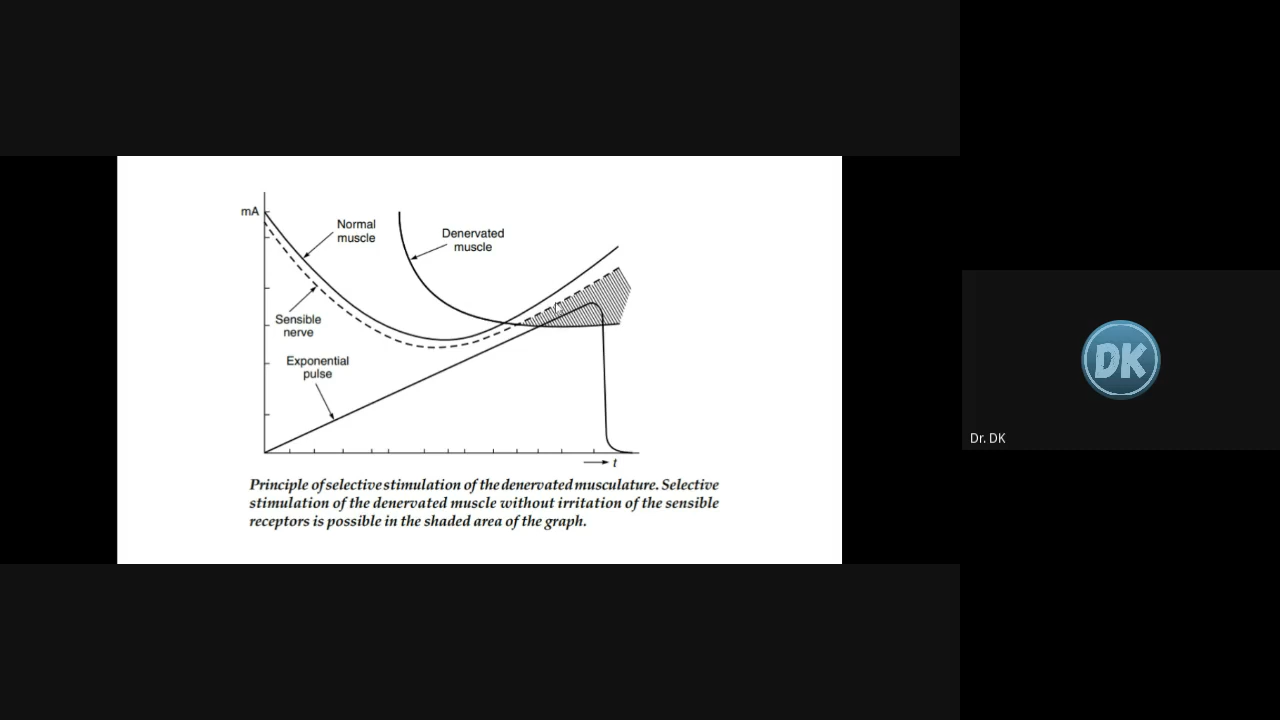 mA
Normal
muscle
Denervated
muscle
Sensible
nerve
Exponential
pulse
t
Principle of selective stimulation of the denervated musculature. Selective
stimulation of the denervated muscle without irritation of the sensible
receptors is possible in the shaded area of the graph.
DK
Dr. DK